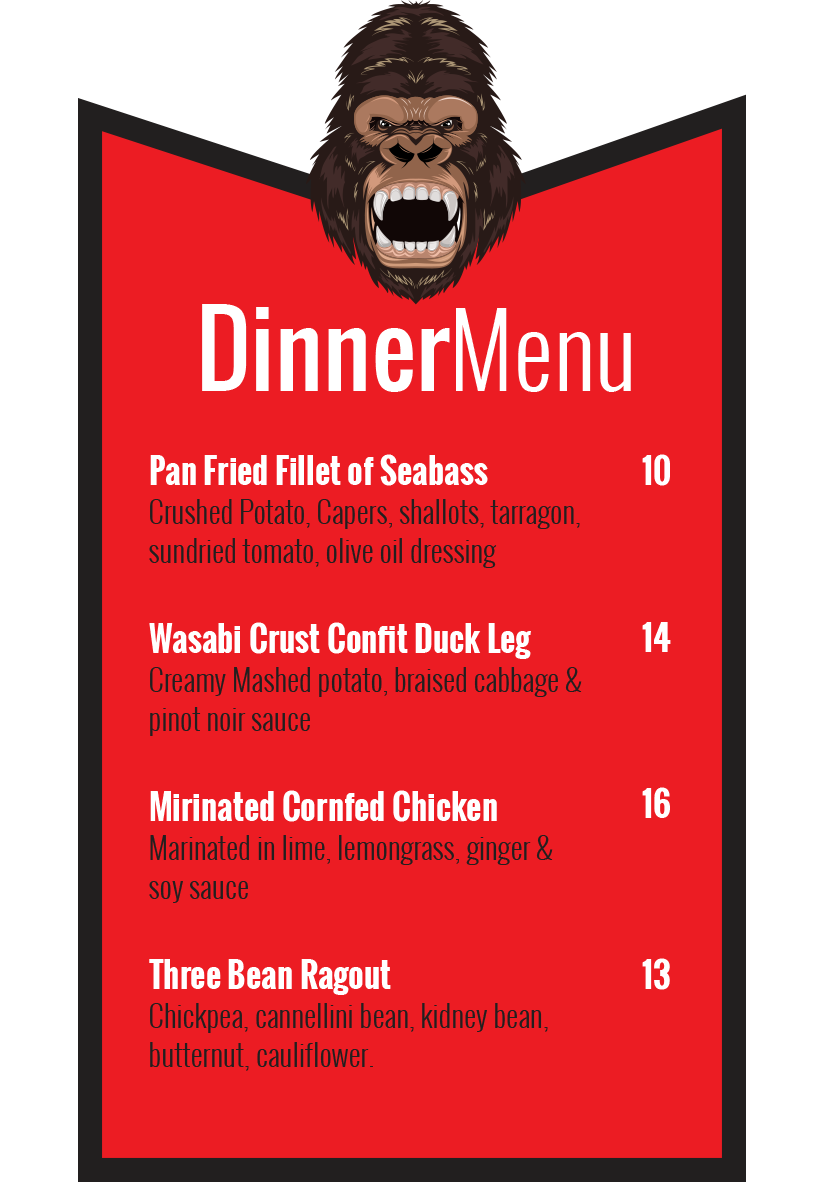 DinnerMenu
Pan Fried Fillet of Seabass 10
Crushed Potato, Capers, shallots, tarragon,
sundried tomato, olive oil dressing
Wasabi Crust Confit Duck Leg 14
Creamy Mashed potato, braised cabbage &
pinot noir sauce
Mirinated Cornfed Chicken 16
Marinated in lime, lemongrass, ginger &
soy sauce
Three Bean Ragout 13
Chickpea, cannellini bean, kidney bean,
butternut, cauliflower.